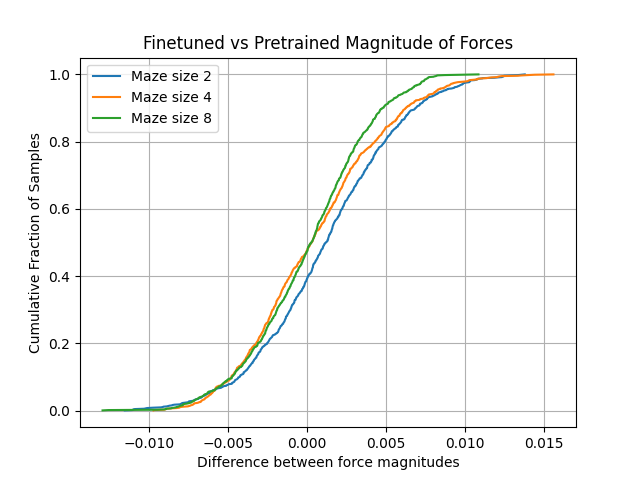 Finetuned vs Pretrained Magnitude of Forces
Maze size 2
Maze size 4
Maze size 8
1.0
0.8
0.6
0.4
0.2
0.0
Cumulative Fraction of Samples
−0.010
−0.005
0.000
0.005
0.010
0.015
Difference between force magnitudes